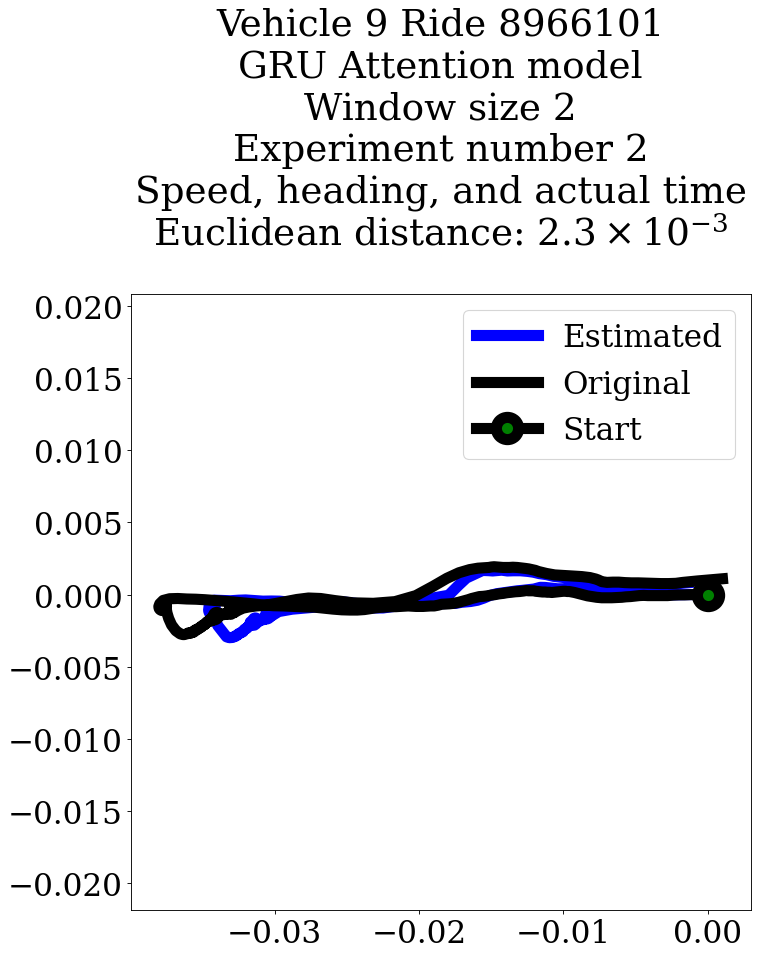 Vehicle 9 Ride 8966101
GRU Attention model
Window size 2
Experiment number 2
Speed, heading, and actual time
Euclidean distance: 2.3 × 10⁻³
Estimated
Original
Start
0.020
0.015
0.010
0.005
0.000
−0.005
−0.010
−0.015
−0.020
−0.03 −0.02 −0.01 0.00